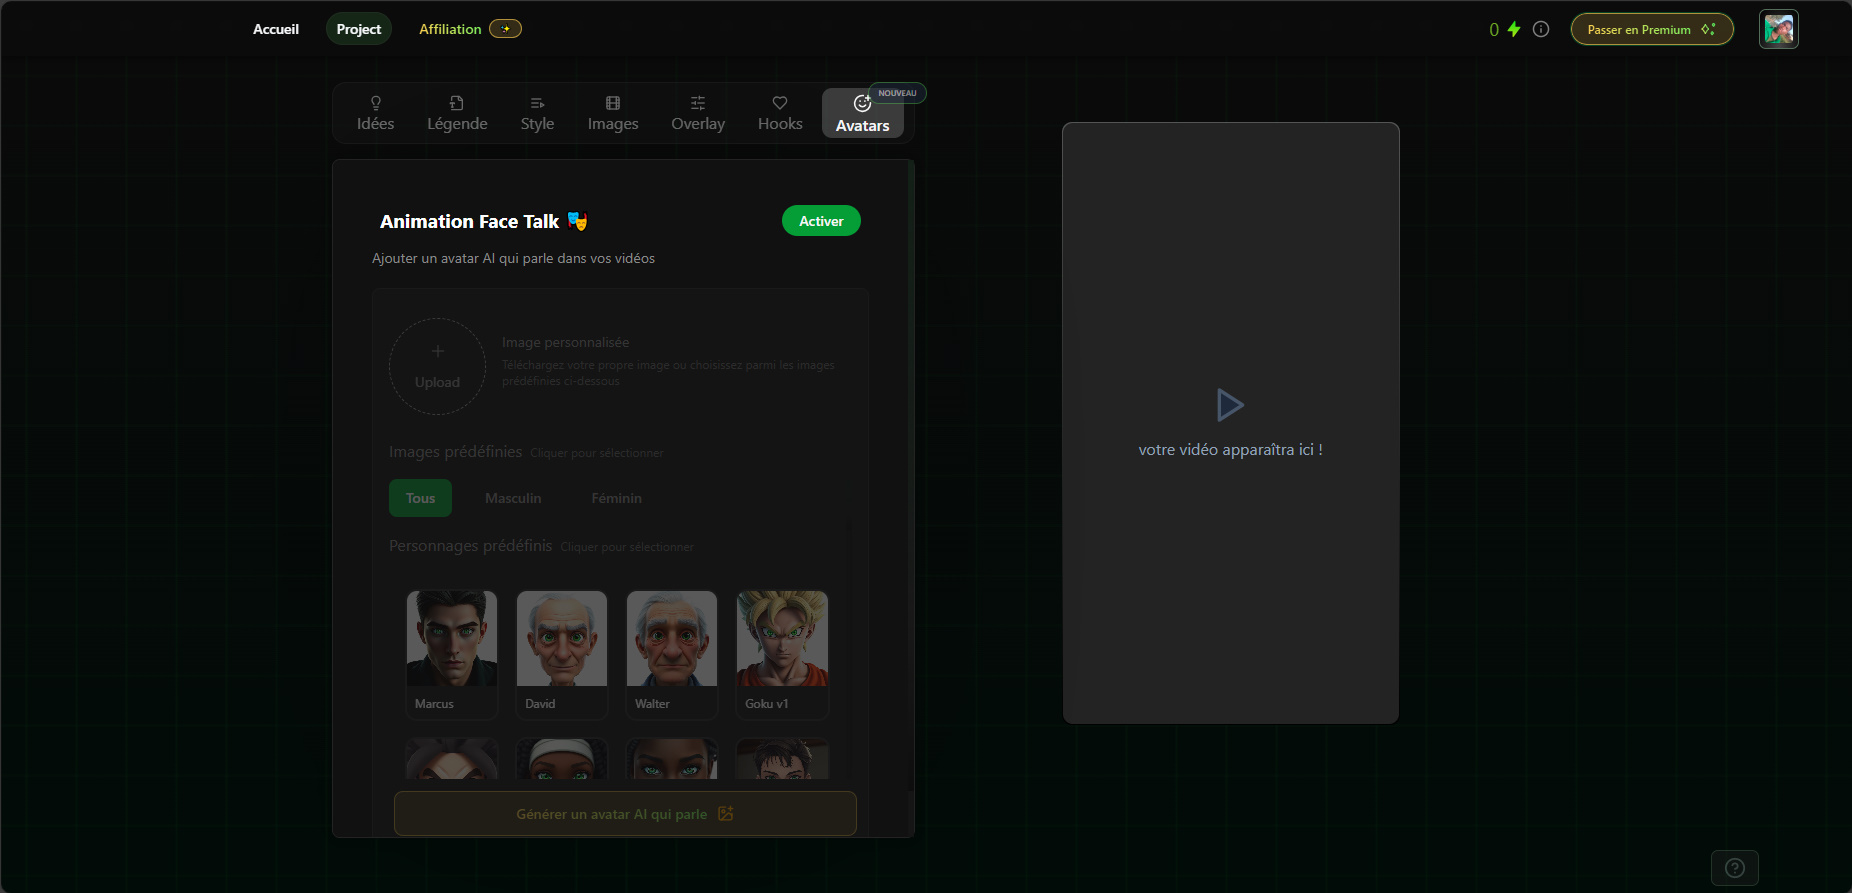 Accueil
Project
Affiliation
0
Passer en Premium
Idées
Légende
Style
Images
Overlay
Hooks
Avatars
NOUVEAU
Animation Face Talk
Activer
Ajouter un avatar AI qui parle dans vos vidéos
Upload
Image personnalisée
Téléchargez votre propre image ou choisissez parmi les images
prédéfinies ci-dessous
Images prédéfinies Cliquer pour sélectionner
Tous
Masculin
Féminin
Personnages prédéfinis Cliquer pour sélectionner
Marcus
David
Walter
Goku v1
Générer un avatar AI qui parle
votre vidéo apparaîtra ici !